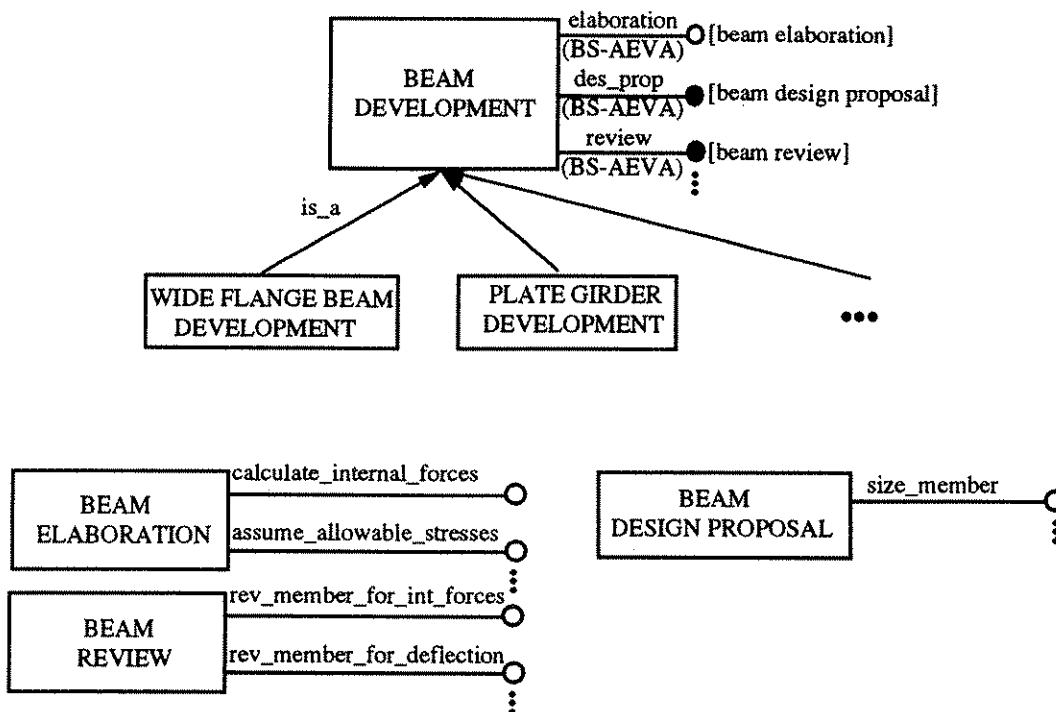 elaboration
(BS-AEVA)
[beam elaboration]
BEAM
DEVELOPMENT
des_prop
(BS-AEVA)
[beam design proposal]
review
(BS-AEVA)
[beam review]
is_a
WIDE FLANGE BEAM
DEVELOPMENT
PLATE GIRDER
DEVELOPMENT
BEAM
ELABORATION
calculate_internal_forces
assume_allowable_stresses
BEAM
DESIGN PROPOSAL
size_member
BEAM
REVIEW
rev_member_for_int_forces
rev_member_for_deflection